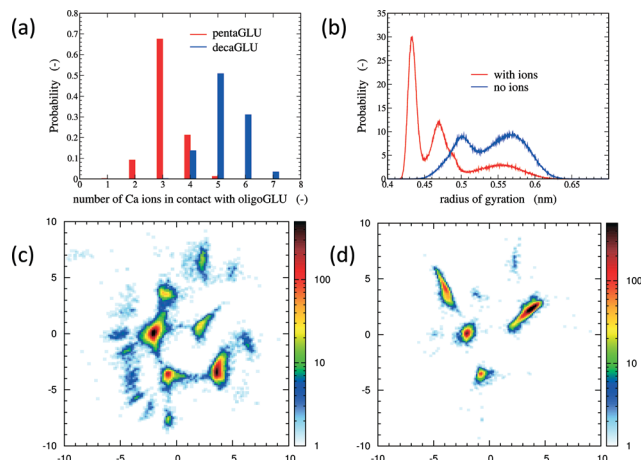 (a)
0.8
0.7
0.6
0.5
0.4
0.3
0.2
0.1
0
Probability (-)
pentaGLU
decaGLU
0 1 2 3 4 5 6 7 8
number of Ca ions in contact with oligoGLU (-)
(b)
35
30
25
20
15
10
5
0
Probability (-)
with ions
no ions
0.4 0.45 0.5 0.55 0.6 0.65
radius of gyration (nm)
(c)
10
5
0
-5
-10
-10 -5 0 5 10
100
10
1
(d)
10
5
0
-5
-10
-10 -5 0 5 10
100
10
1